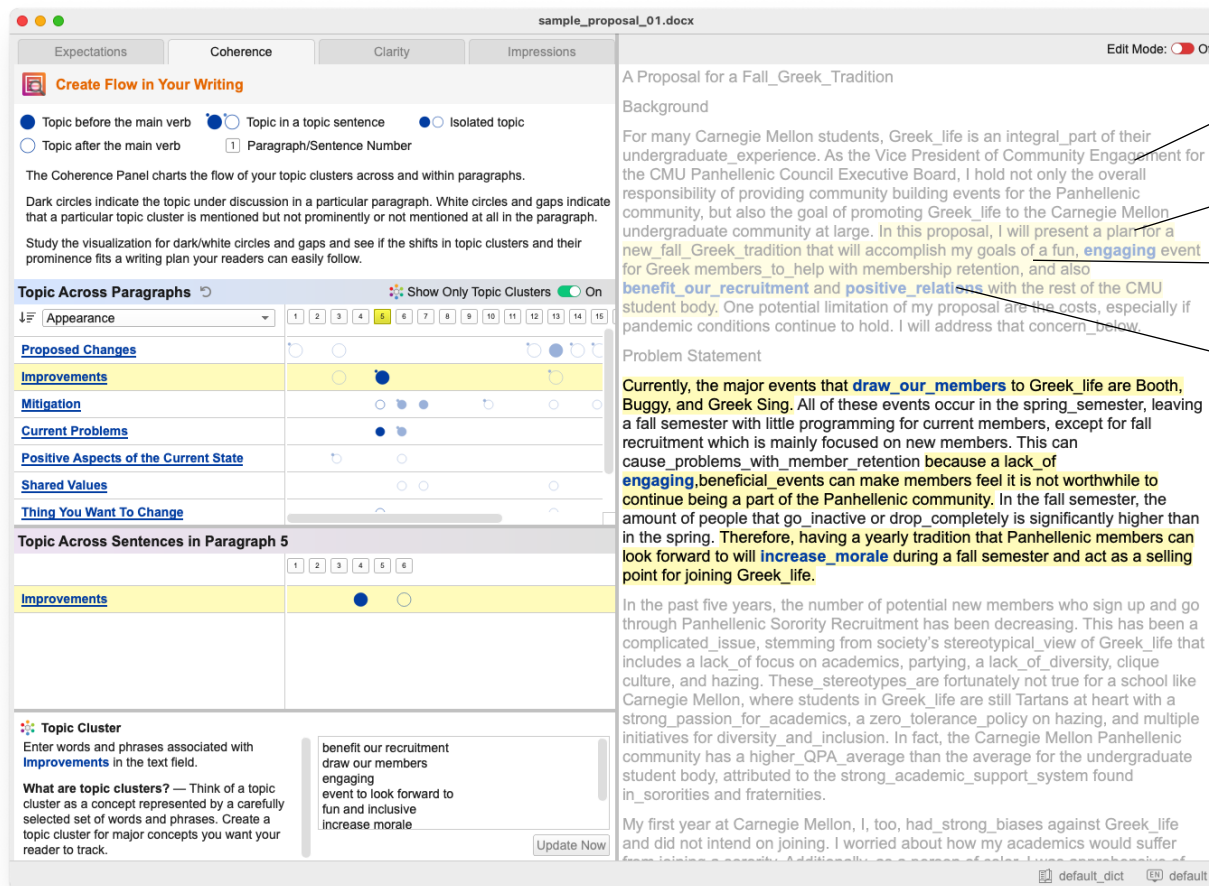 sample_proposal_01.docx
Expectations
Coherence
Clarity
Impressions
Edit Mode:
Create Flow in Your Writing
Topic before the main verb
Topic in a topic sentence
Isolated topic
Topic after the main verb
1 Paragraph/Sentence Number
The Coherence Panel charts the flow of your topic clusters across and within paragraphs.
Dark circles indicate the topic under discussion in a particular paragraph. White circles and gaps indicate
that a particular topic cluster is mentioned but not prominently or not mentioned at all in the paragraph.
Study the visualization for dark/white circles and gaps and see if the shifts in topic clusters and their
prominence fits a writing plan your readers can easily follow.
Topic Across Paragraphs
Show Only Topic Clusters On
Appearance
1 2 3 4 5 6 7 8 9 10 11 12 13 14 15
Proposed Changes
Improvements
Mitigation
Current Problems
Positive Aspects of the Current State
Shared Values
Thing You Want To Change
Topic Across Sentences in Paragraph 5
1 2 3 4 5 6
Improvements
Topic Cluster
Enter words and phrases associated with
Improvements in the text field.
What are topic clusters? — Think of a topic
cluster as a concept represented by a carefully
selected set of words and phrases. Create a
topic cluster for major concepts you want your
reader to track.
benefit our recruitment
draw our members
engaging
event to look forward to
fun and inclusive
increase morale
Update Now
A Proposal for a Fall_Greek_Tradition
Background
For many Carnegie Mellon students, Greek_life is an integral_part of their
undergraduate_experience. As the Vice President of Community Engagement for
the CMU Panhellenic Council Executive Board, I hold not only the overall
responsibility of providing community building events for the Panhellenic
community, but also the goal of promoting Greek_life to the Carnegie Mellon
undergraduate community at large. In this proposal, I will present a plan for a
new_fall_Greek_tradition that will accomplish my goals of a fun, engaging event
for Greek members_to_help with membership retention, and also
benefit_our_recruitment and positive_relations with the rest of the CMU
student body. One potential limitation of my proposal are the costs, especially if
pandemic conditions continue to hold. I will address that concern_below.
Problem Statement
Currently, the major events that draw_our_members to Greek_life are Booth,
Buggy, and Greek Sing. All of these events occur in the spring_semester, leaving
a fall semester with little programming for current members, except for fall
recruitment which is mainly focused on new members. This can
cause_problems_with_member_retention because a lack_of
engaging,beneficial_events can make members feel it is not worthwhile to
continue being a part of the Panhellenic community. In the fall semester, the
amount of people that go_inactive or drop_completely is significantly higher than
in the spring. Therefore, having a yearly tradition that Panhellenic members can
look forward to will increase_morale during a fall semester and act as a selling
point for joining Greek_life.
In the past five years, the number of potential new members who sign up and go
through Panhellenic Sorority Recruitment has been decreasing. This has been a
complicated_issue, stemming from society's stereotypical_view of Greek_life that
includes a lack_of focus on academics, partying, a lack_of_diversity, clique
culture, and hazing. These_stereotypes_are fortunately not true for a school like
Carnegie Mellon, where students in Greek_life are still Tartans at heart with a
strong_passion_for_academics, a zero_tolerance_policy on hazing, and multiple
initiatives for diversity_and_inclusion. In fact, the Carnegie Mellon Panhellenic
community has a higher_QPA_average than the average for the undergraduate
student body, attributed to the strong_academic_support_system found
in_sororities and fraternities.
My first year at Carnegie Mellon, I, too, had_strong_biases against Greek_life
and did not intend on joining. I worried about how my academics would suffer
from joining a sorority. Additionally, as a person of color, I was apprehensive of
default_dict
EN default